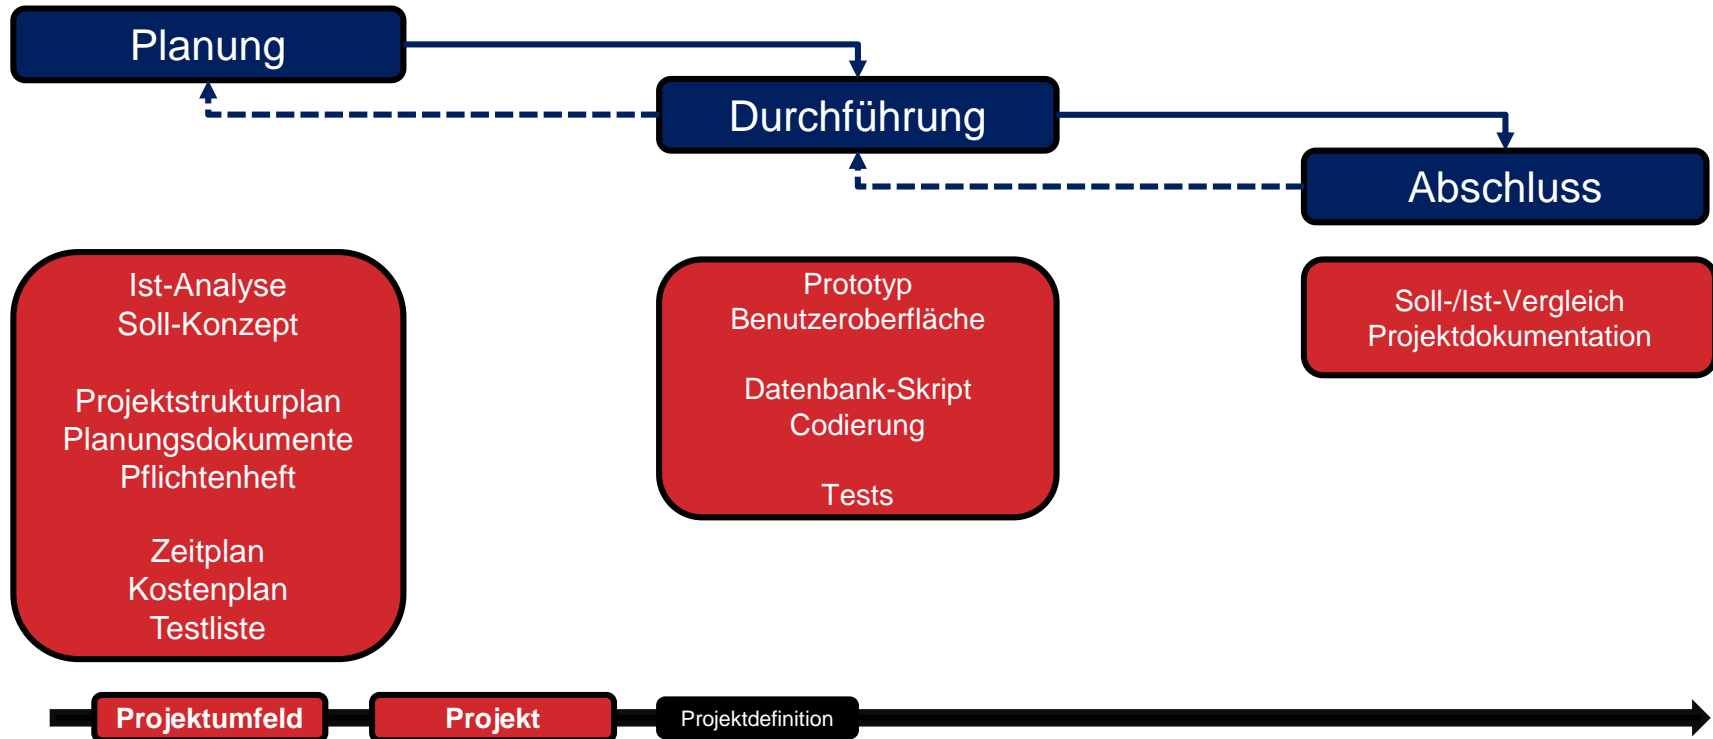 Planung
Durchführung
Abschluss
Ist-Analyse
Soll-Konzept
Projektstrukturplan
Planungsdokumente
Pflichtenheft
Zeitplan
Kostenplan
Testliste
Prototyp
Benutzeroberfläche
Datenbank-Skript
Codierung
Tests
Soll-/Ist-Vergleich
Projektdokumentation
Projektumfeld
Projekt
Projektdefinition